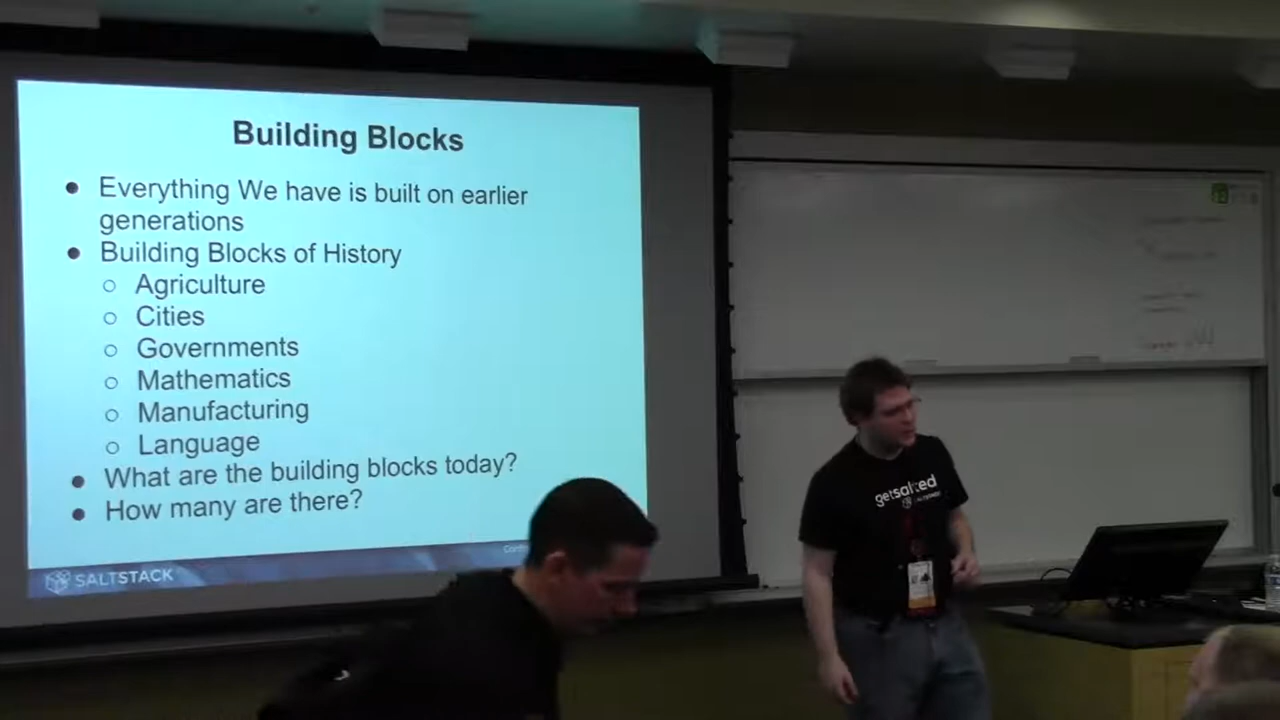 Building Blocks
● Everything We have is built on earlier
generations
● Building Blocks of History
○ Agriculture
○ Cities
○ Governments
○ Mathematics
○ Manufacturing
○ Language
● What are the building blocks today?
● How many are there?
SALTSTACK
getsalted
SALTSTACK